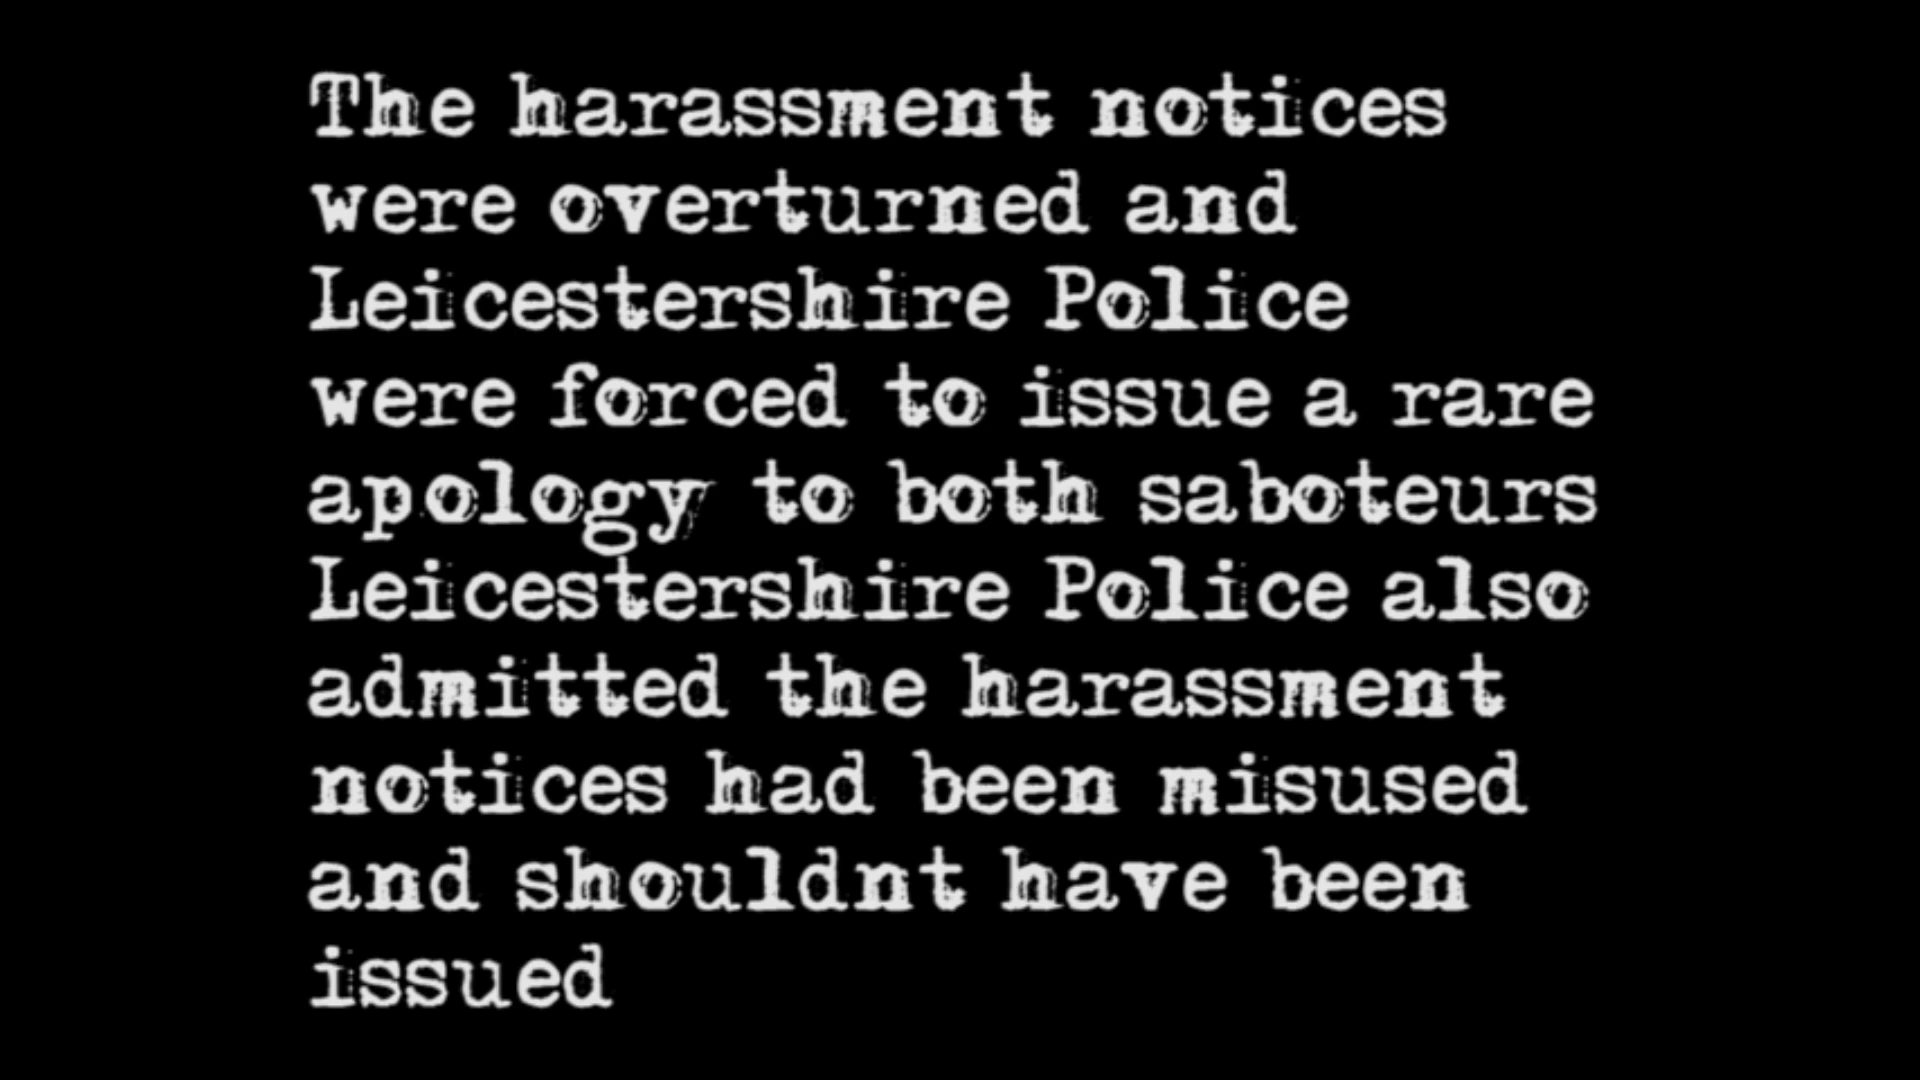 The harassment notices
were overturned and
Leicestershire Police
were forced to issue a rare
apology to both saboteurs
Leicestershire Police also
admitted the harassment
notices had been misused
and shouldnt have been
issued